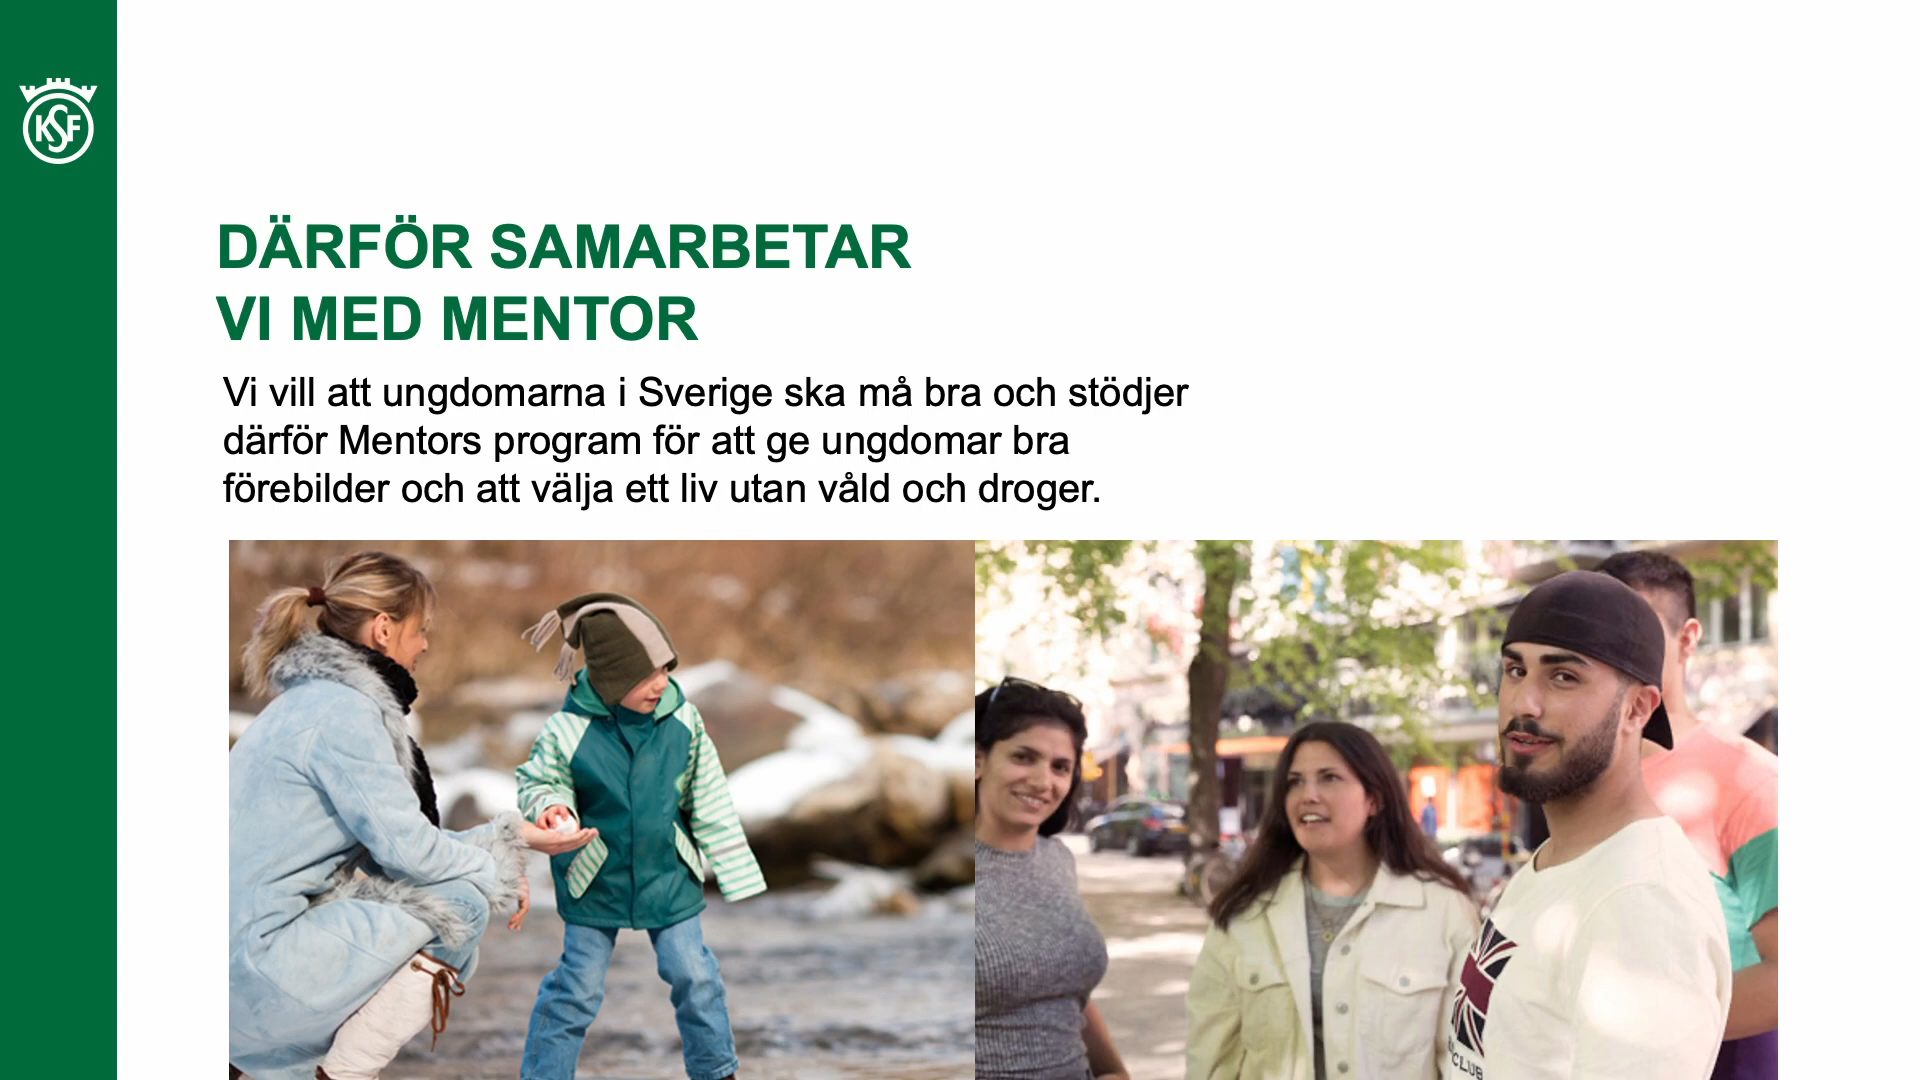 KSF
DÄRFÖR SAMARBETAR
VI MED MENTOR
Vi vill att ungdomarna i Sverige ska må bra och stödjer
därför Mentors program för att ge ungdomar bra
förebilder och att välja ett liv utan våld och droger.
CLUB